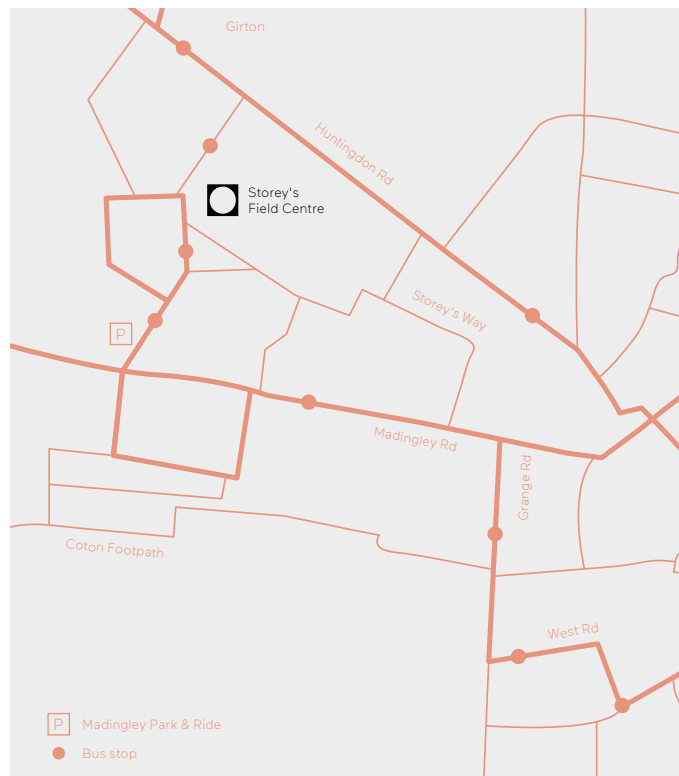 Girton
Huntingdon Rd
Storey's
Field Centre
Storey's Way
P
Madingley Rd
Grange Rd
Coton Footpath
West Rd
P Madingley Park & Ride
Bus stop